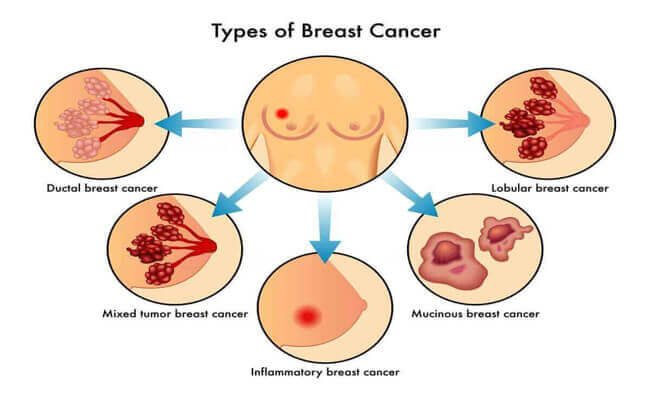 Types of Breast Cancer
Ductal breast cancer
Lobular breast cancer
Mixed tumor breast cancer
Mucinous breast cancer
Inflammatory breast cancer